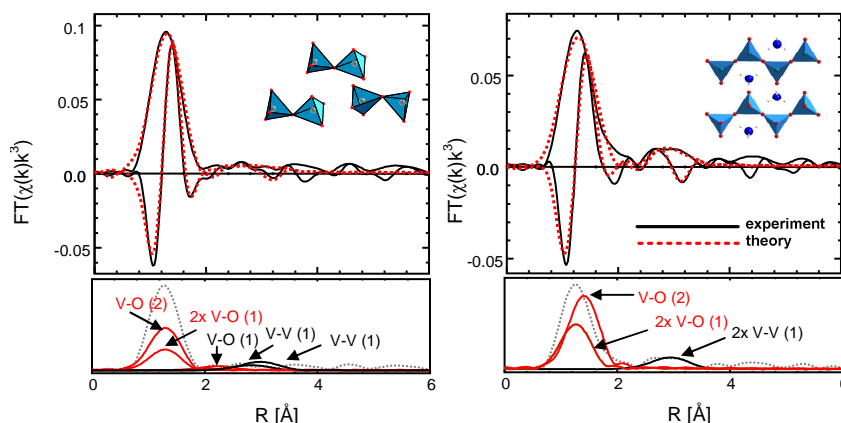 0.1
0.05
0.0
-0.05
FT(χ(k)k³)
V-O (2)
2x V-O (1)
V-O (1)
V-V (1)
V-V (1)
0
2
4
6
R [Å]
0.05
0.0
-0.05
FT(χ(k)k³)
experiment
theory
V-O (2)
2x V-O (1)
2x V-V (1)
0
2
4
6
R [Å]